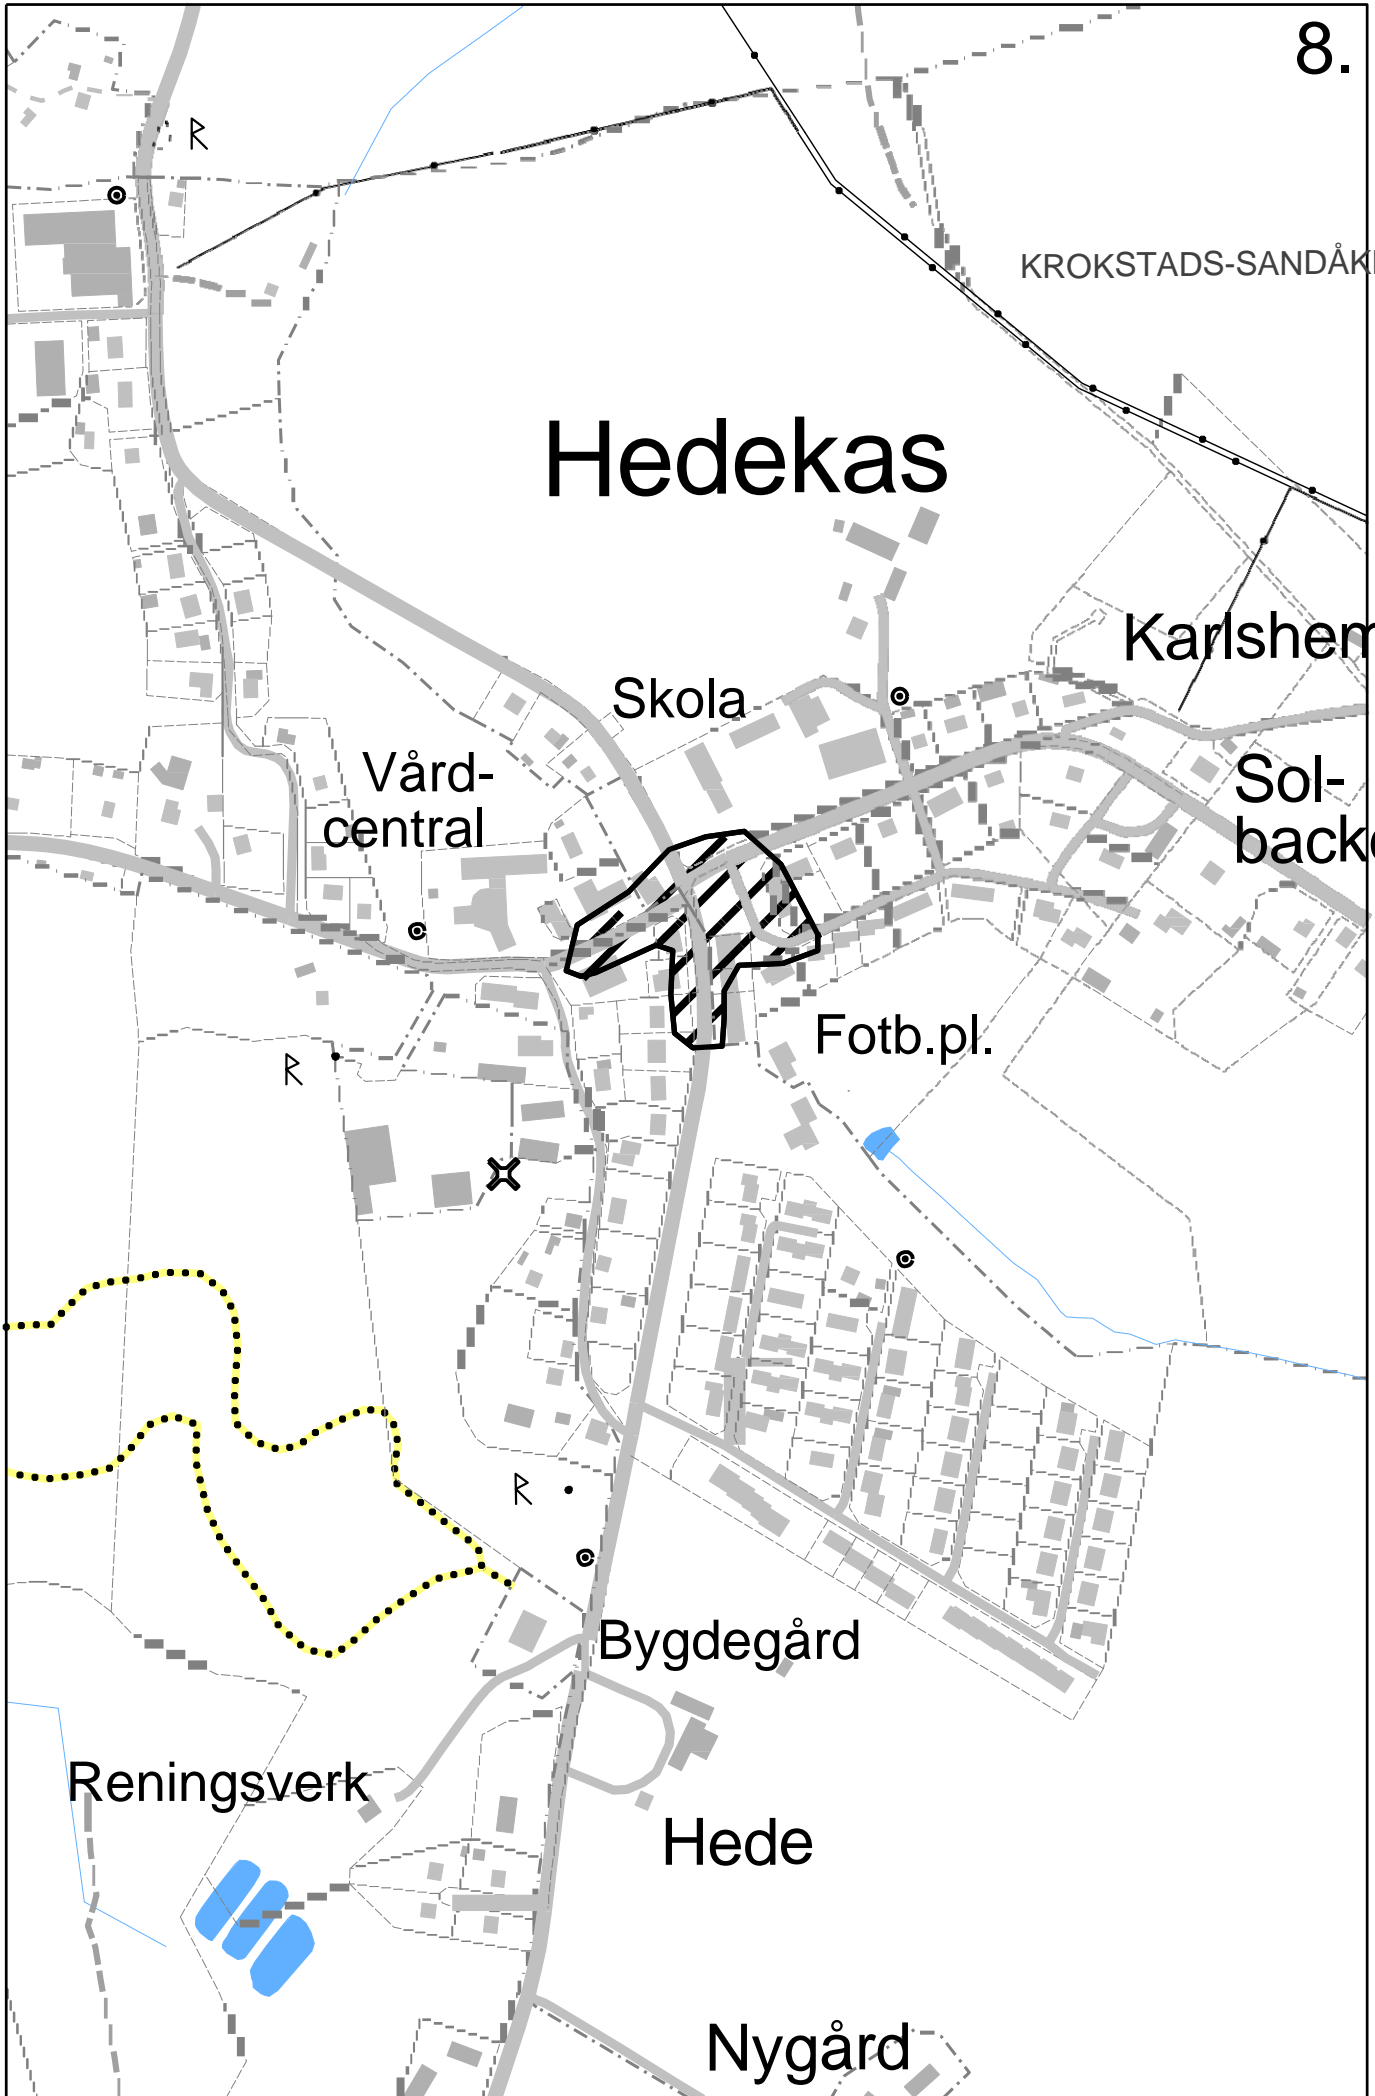 8.
KROKSTADS-SANDÅK
Hedekas
Karlshem
Skola
Vård-
central
Sol-
backe
Fotb.pl.
Bygdegård
Reningsverk
Hede
Nygård